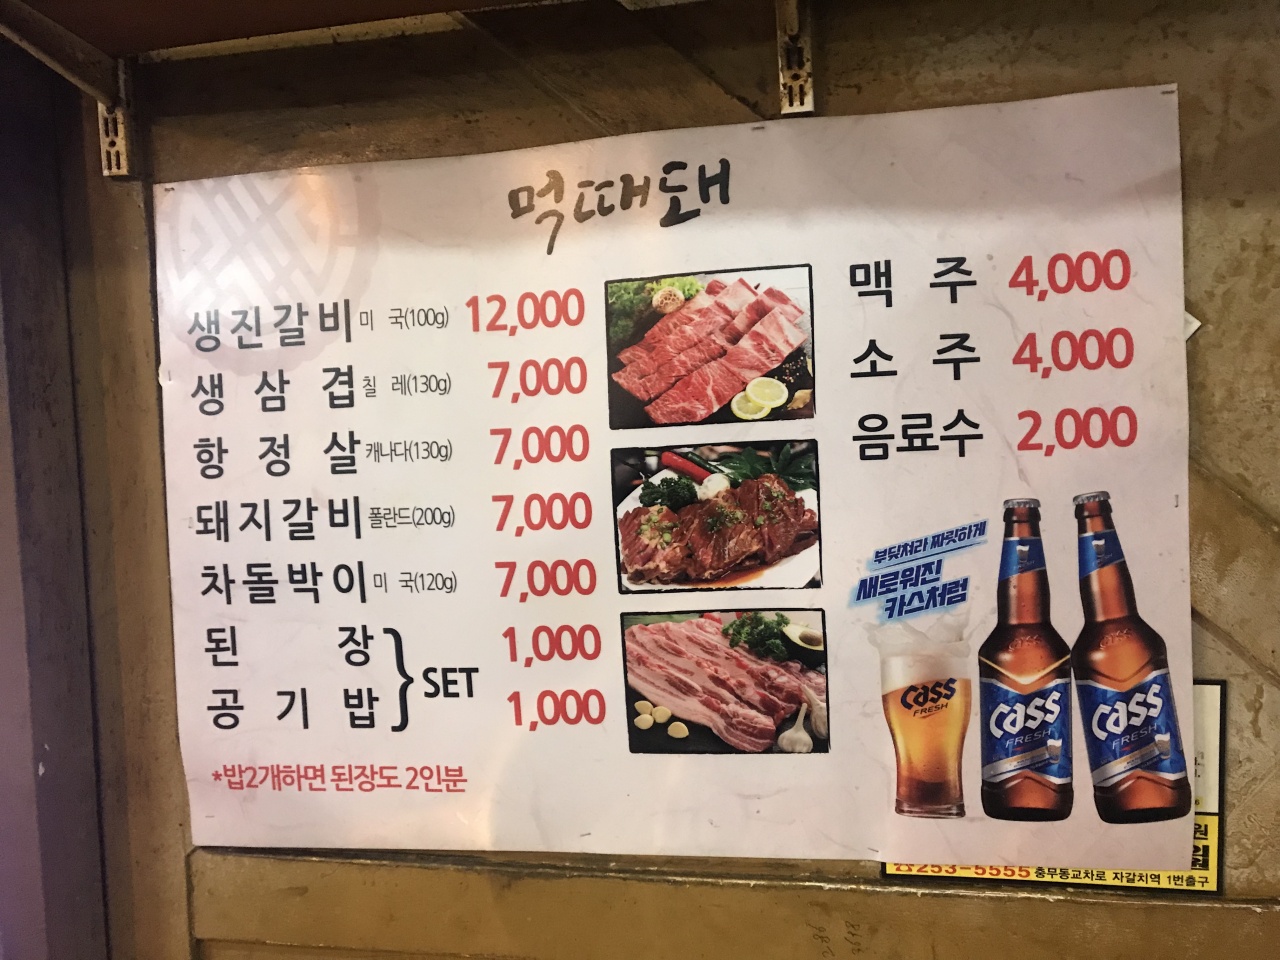 먹때돼
생진갈비 미 국(100g) 12,000
생 삼 겹 칠 레(130g) 7,000
항 정 살 캐나다(130g) 7,000
돼지갈비 폴란드(200g) 7,000
차돌박이 미 국(120g) 7,000
된 장 1,000
공 기 밥 1,000
} SET
*밥2개하면 된장도 2인분
맥 주 4,000
소 주 4,000
음료수 2,000
부딪쳐라 짜릿하게
새로워진
카스처럼
Cass
FRESH
Cass
FRESH
Cass
FRESH
원
☎253-5555 충무동교차로 자갈치역 1번출구